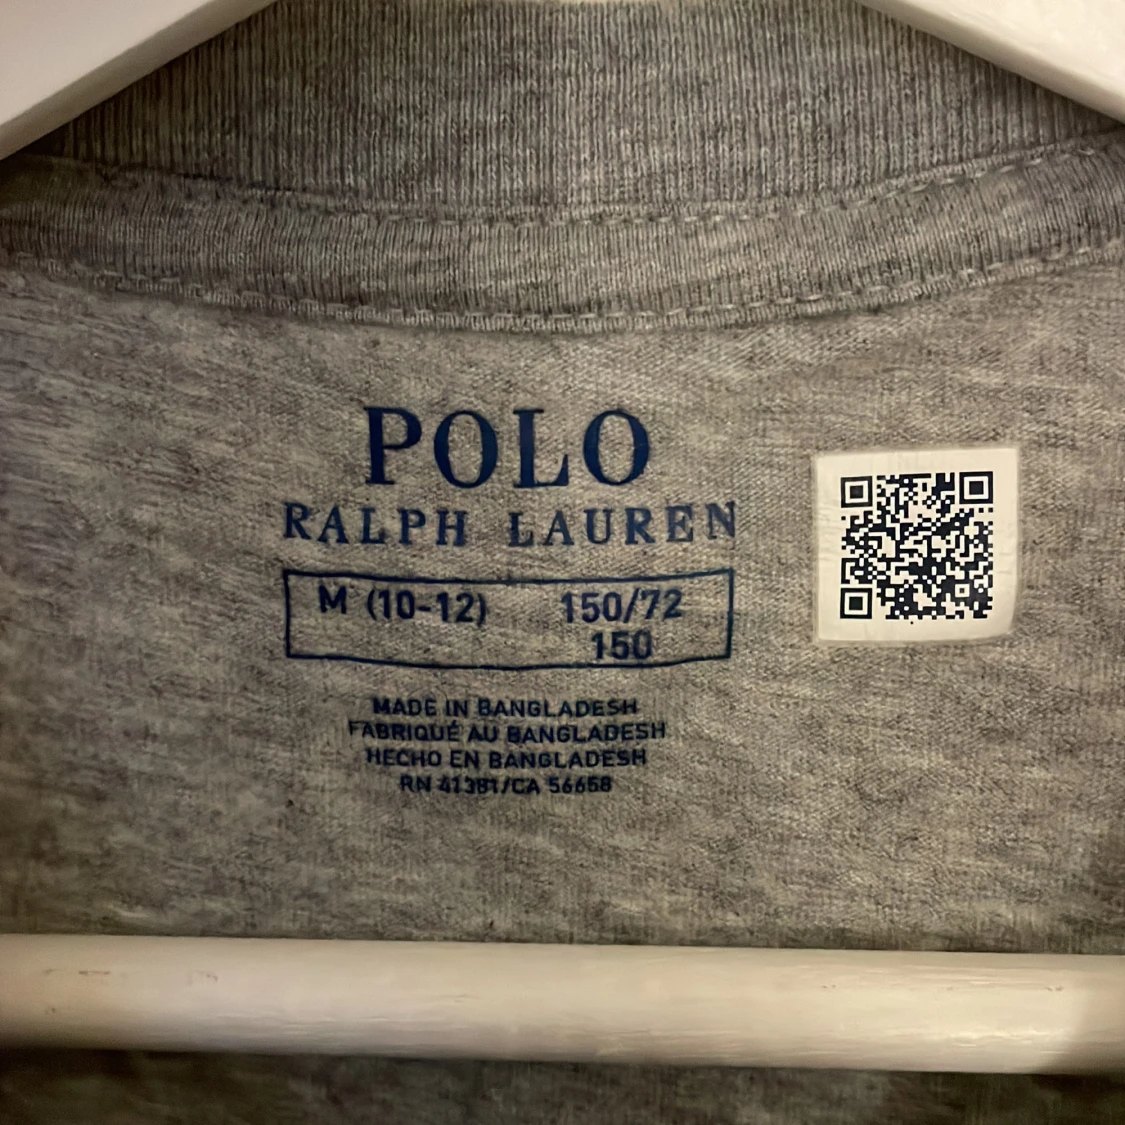 POLO
RALPH LAUREN
M (10-12) 150/72
150
MADE IN BANGLADESH
FABRIQUÉ AU BANGLADESH
HECHO EN BANGLADESH
RN 41381/CA 56658